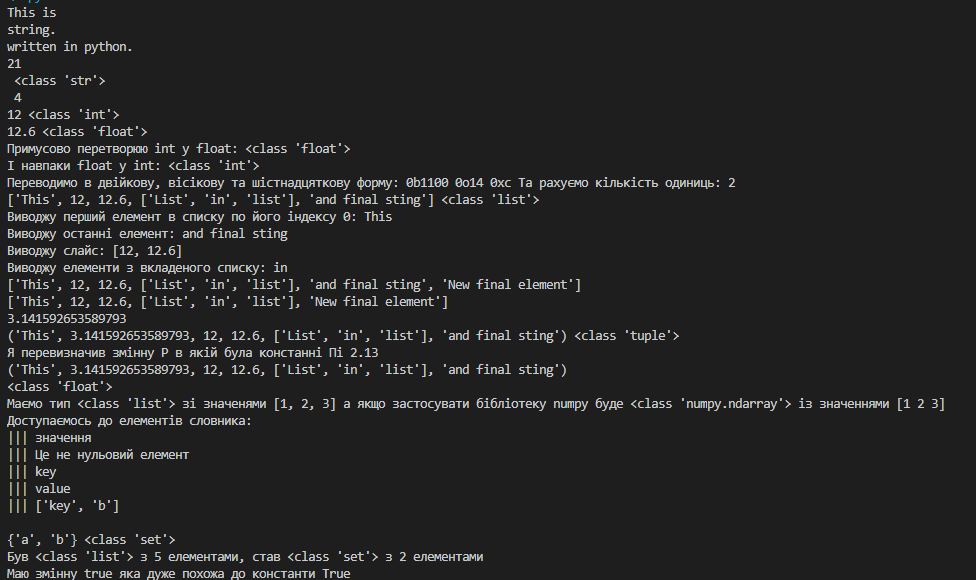 This is
string.
written in python.
21
<class 'str'>
4
12 <class 'int'>
12.6 <class 'float'>
Примусово перетворюю int у float: <class 'float'>
І навпаки float у int: <class 'int'>
Переводимо в двійкову, вісікову та шістнадцяткову форму: 0b1100 0o14 0xc Та рахуємо кількість одиниць: 2
['This', 12, 12.6, ['List', 'in', 'list'], 'and final sting'] <class 'list'>
Виводжу перший елемент в списку по його індексу 0: This
Виводжу останні елемент: and final sting
Виводжу слайс: [12, 12.6]
Виводжу елементи з вкладеного списку: in
['This', 12, 12.6, ['List', 'in', 'list'], 'and final sting', 'New final element']
['This', 12, 12.6, ['List', 'in', 'list'], 'New final element']
3.141592653589793
('This', 3.141592653589793, 12, 12.6, ['List', 'in', 'list'], 'and final sting') <class 'tuple'>
Я перевизначив змінну P в якій була константі Пі 2.13
('This', 3.141592653589793, 12, 12.6, ['List', 'in', 'list'], 'and final sting')
<class 'float'>
Маємо тип <class 'list'> зі значенями [1, 2, 3] а якщо застосувати бібліотеку numpy буде <class 'numpy.ndarray'> із значеннями [1 2 3]
Доступаємось до елементів словника:
||| значення
||| Це не нульовий елемент
||| key
||| value
||| ['key', 'b']
{'a', 'b'} <class 'set'>
Був <class 'list'> з 5 елементами, став <class 'set'> з 2 елементами
Маю змінну true яка дуже похожа до константи True